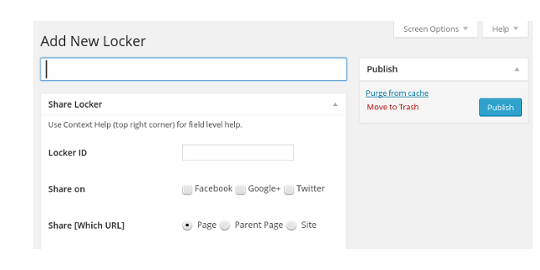 Screen Options Help
Add New Locker
Publish
Purge from cache
Move to Trash Publish
Share Locker
Use Context Help (top right corner) for field level help.
Locker ID
Share on Facebook Google+ Twitter
Share [Which URL] Page Parent Page Site